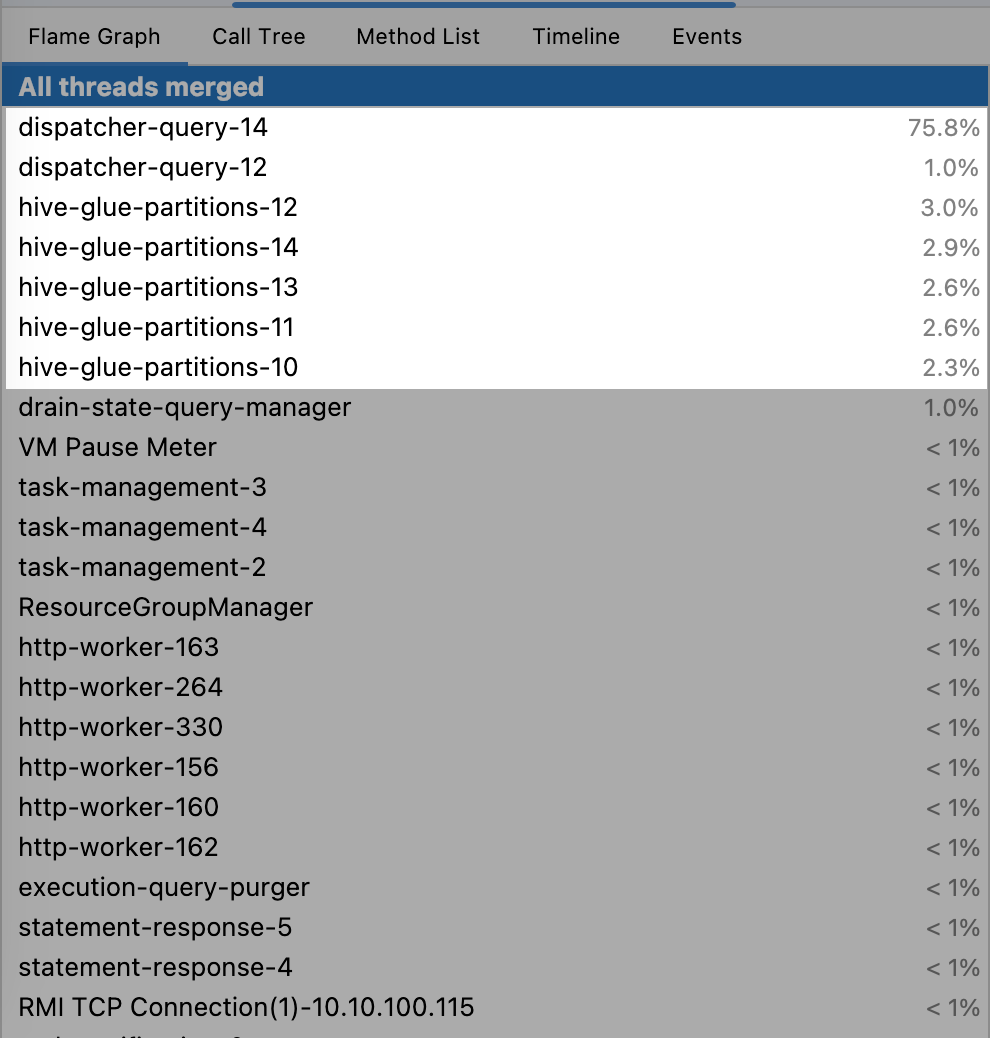 Flame Graph Call Tree Method List Timeline Events
All threads merged
dispatcher-query-14 75.8%
dispatcher-query-12 1.0%
hive-glue-partitions-12 3.0%
hive-glue-partitions-14 2.9%
hive-glue-partitions-13 2.6%
hive-glue-partitions-11 2.6%
hive-glue-partitions-10 2.3%
drain-state-query-manager 1.0%
VM Pause Meter < 1%
task-management-3 < 1%
task-management-4 < 1%
task-management-2 < 1%
ResourceGroupManager < 1%
http-worker-163 < 1%
http-worker-264 < 1%
http-worker-330 < 1%
http-worker-156 < 1%
http-worker-160 < 1%
http-worker-162 < 1%
execution-query-purger < 1%
statement-response-5 < 1%
statement-response-4 < 1%
RMI TCP Connection(1)-10.10.100.115 < 1%